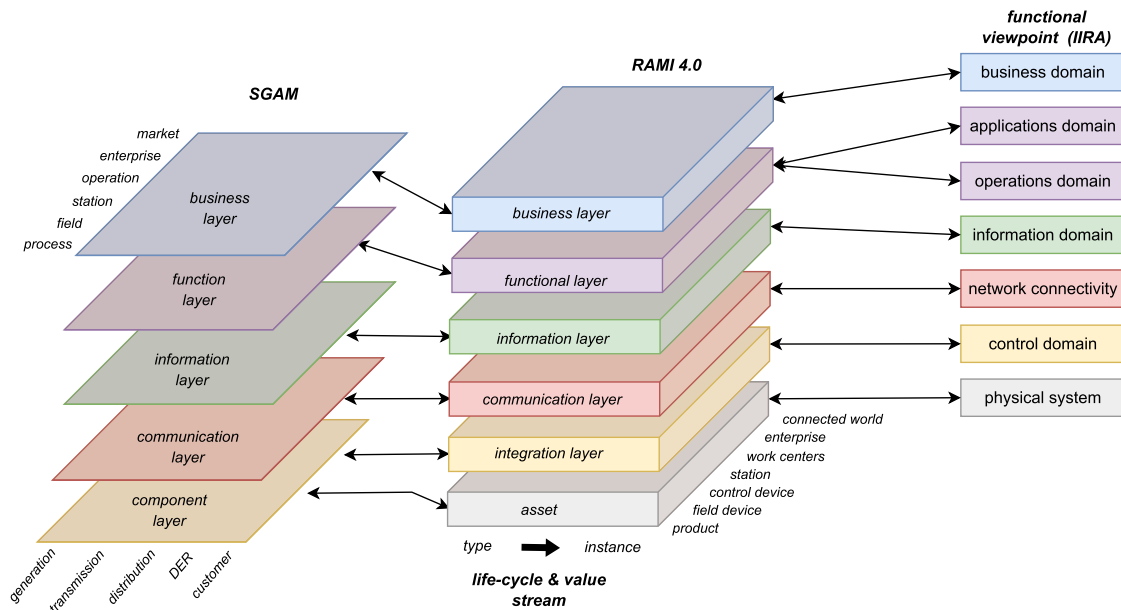 SGAM
market
enterprise
operation
station
field
process
business
layer
function
layer
information
layer
communication
layer
component
layer
generation
transmission
distribution
DER
customer
RAMI 4.0
business layer
functional layer
information layer
communication layer
integration layer
asset
connected world
enterprise
work centers
station
control device
field device
product
type
instance
life-cycle & value
stream
functional
viewpoint (IIRA)
business domain
applications domain
operations domain
information domain
network connectivity
control domain
physical system